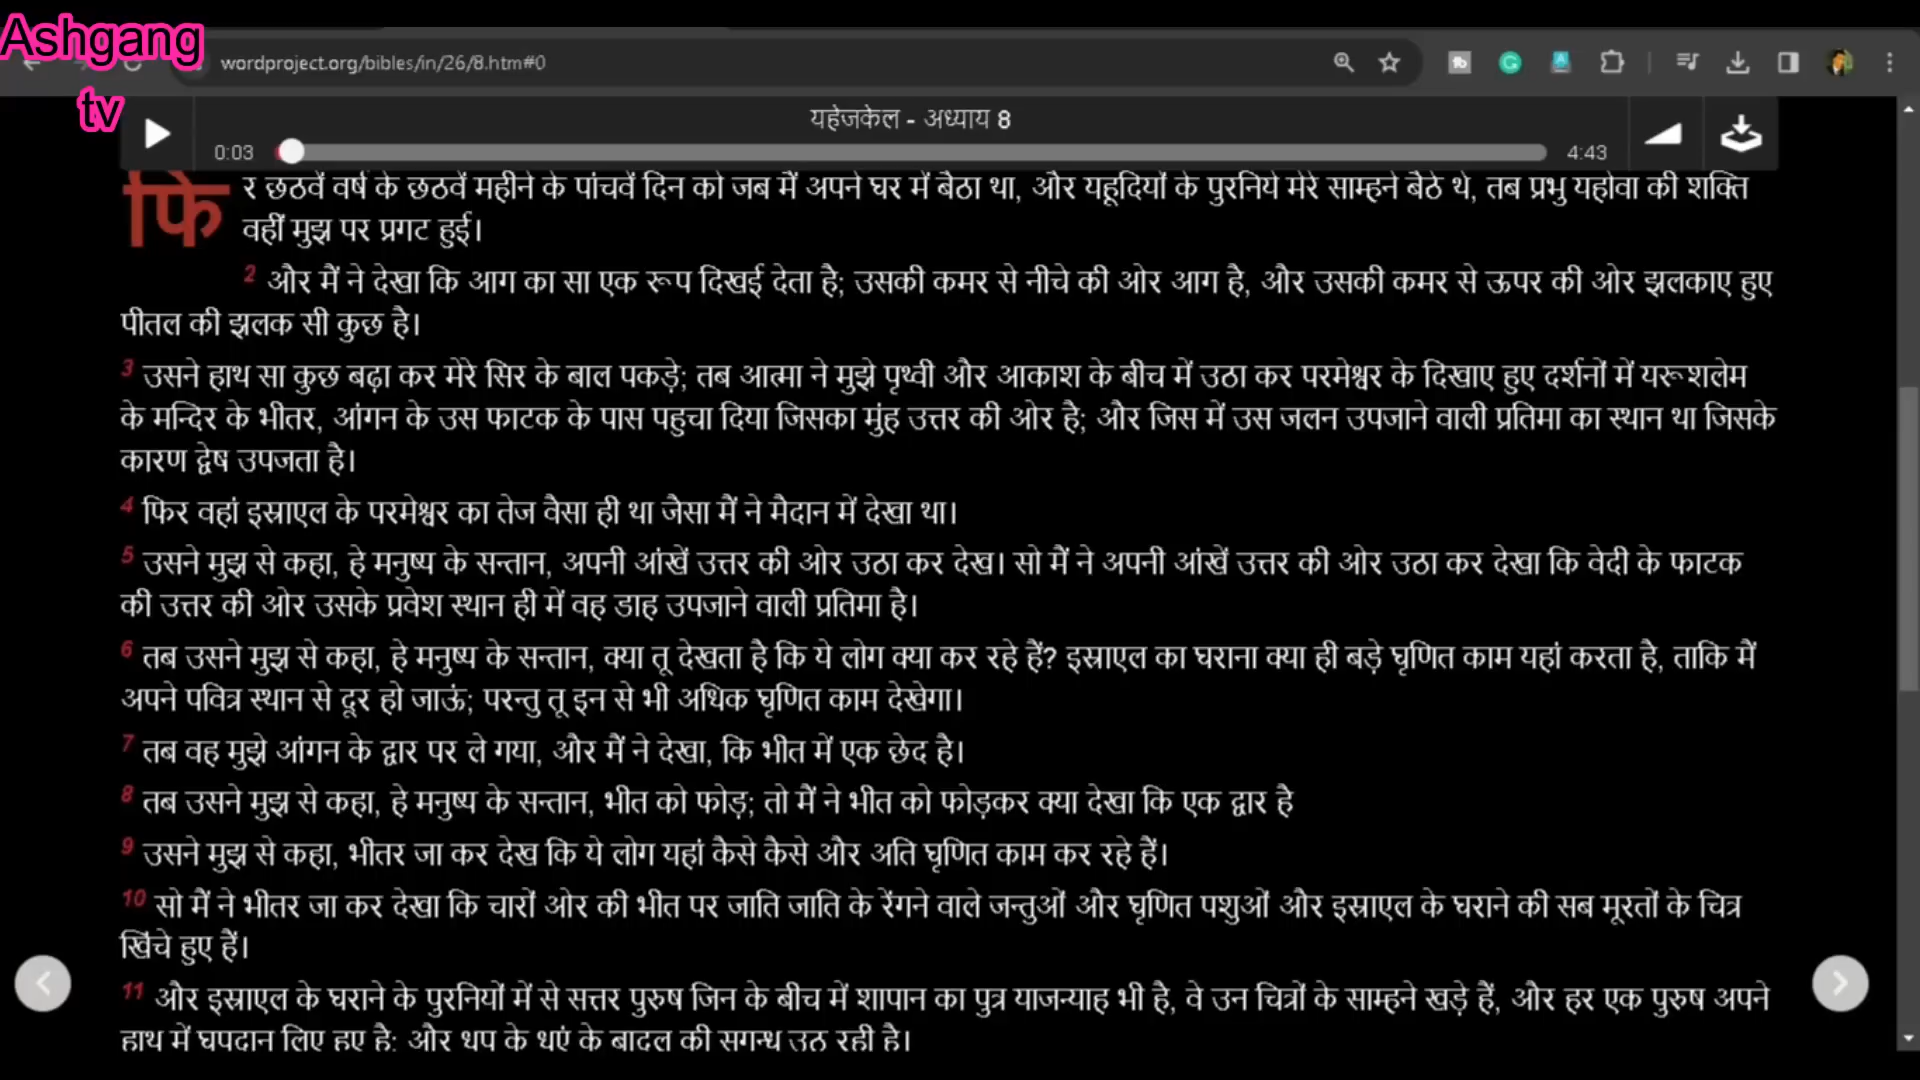 Ashgang
tv
wordproject.org/bibles/in/26/8.htm#0
यहेजकेल - अध्याय 8
0:03
4:43
फिर छठवें वर्ष के छठवें महीने के पांचवें दिन को जब मैं अपने घर में बैठा था, और यहूदियों के पुरनिये मेरे साम्हने बैठे थे, तब प्रभु यहोवा की शक्ति
वहीं मुझ पर प्रगट हुई।
2 और मैं ने देखा कि आग का सा एक रूप दिखई देता है; उसकी कमर से नीचे की ओर आग है, और उसकी कमर से ऊपर की ओर झलकाए हुए
पीतल की झलक सी कुछ है।
3 उसने हाथ सा कुछ बढ़ा कर मेरे सिर के बाल पकड़े; तब आत्मा ने मुझे पृथ्वी और आकाश के बीच में उठा कर परमेश्वर के दिखाए हुए दर्शनों में यरूशलेम
के मन्दिर के भीतर, आंगन के उस फाटक के पास पहुचा दिया जिसका मुंह उत्तर की ओर है; और जिस में उस जलन उपजाने वाली प्रतिमा का स्थान था जिसके
कारण द्वेष उपजता है।
4 फिर वहां इस्राएल के परमेश्वर का तेज वैसा ही था जैसा मैं ने मैदान में देखा था।
5 उसने मुझ से कहा, हे मनुष्य के सन्तान, अपनी आंखें उत्तर की ओर उठा कर देख। सो मैं ने अपनी आंखें उत्तर की ओर उठा कर देखा कि वेदी के फाटक
की उत्तर की ओर उसके प्रवेश स्थान ही में वह डाह उपजाने वाली प्रतिमा है।
6 तब उसने मुझ से कहा, हे मनुष्य के सन्तान, क्या तू देखता है कि ये लोग क्या कर रहे हैं? इस्राएल का घराना क्या ही बड़े घृणित काम यहां करता है, ताकि मैं
अपने पवित्र स्थान से दूर हो जाऊं; परन्तु तू इन से भी अधिक घृणित काम देखेगा।
7 तब वह मुझे आंगन के द्वार पर ले गया, और मैं ने देखा, कि भीत में एक छेद है।
8 तब उसने मुझ से कहा, हे मनुष्य के सन्तान, भीत को फोड़; तो मैं ने भीत को फोड़कर क्या देखा कि एक द्वार है
9 उसने मुझ से कहा, भीतर जा कर देख कि ये लोग यहां कैसे कैसे और अति घृणित काम कर रहे हैं।
10 सो मैं ने भीतर जा कर देखा कि चारों ओर की भीत पर जाति जाति के रेंगने वाले जन्तुओं और घृणित पशुओं और इस्राएल के घराने की सब मूरतों के चित्र
खिंचे हुए हैं।
11 और इस्राएल के घराने के पुरनियों में से सत्तर पुरुष जिन के बीच में शापान का पुत्र याजन्याह भी है, वे उन चित्रों के साम्हने खड़े हैं, और हर एक पुरुष अपने
हाथ में घूपदान लिए हुए है; और धूप के धूएं के बादल की सुगन्ध उठ रही है।